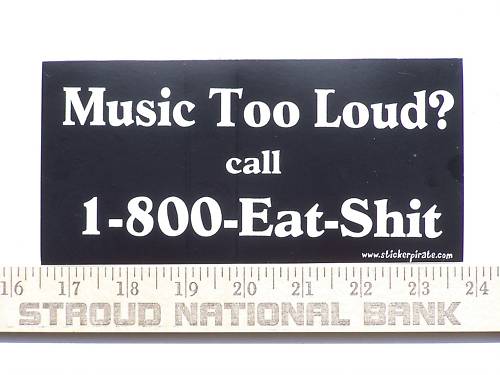 Music Too Loud?
call
1-800-Eat-Shit
www.stickerpirate.com
16 17 18 19 20 21 22 23 24
STROUD NATIONAL BANK